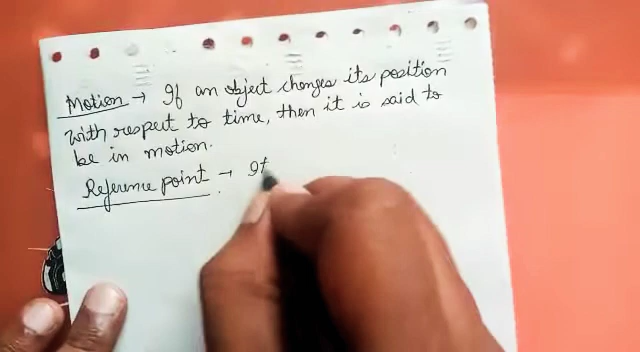 Motion → If an object changes its position
with respect to time, then it is said to
be in motion.
Reference point → It